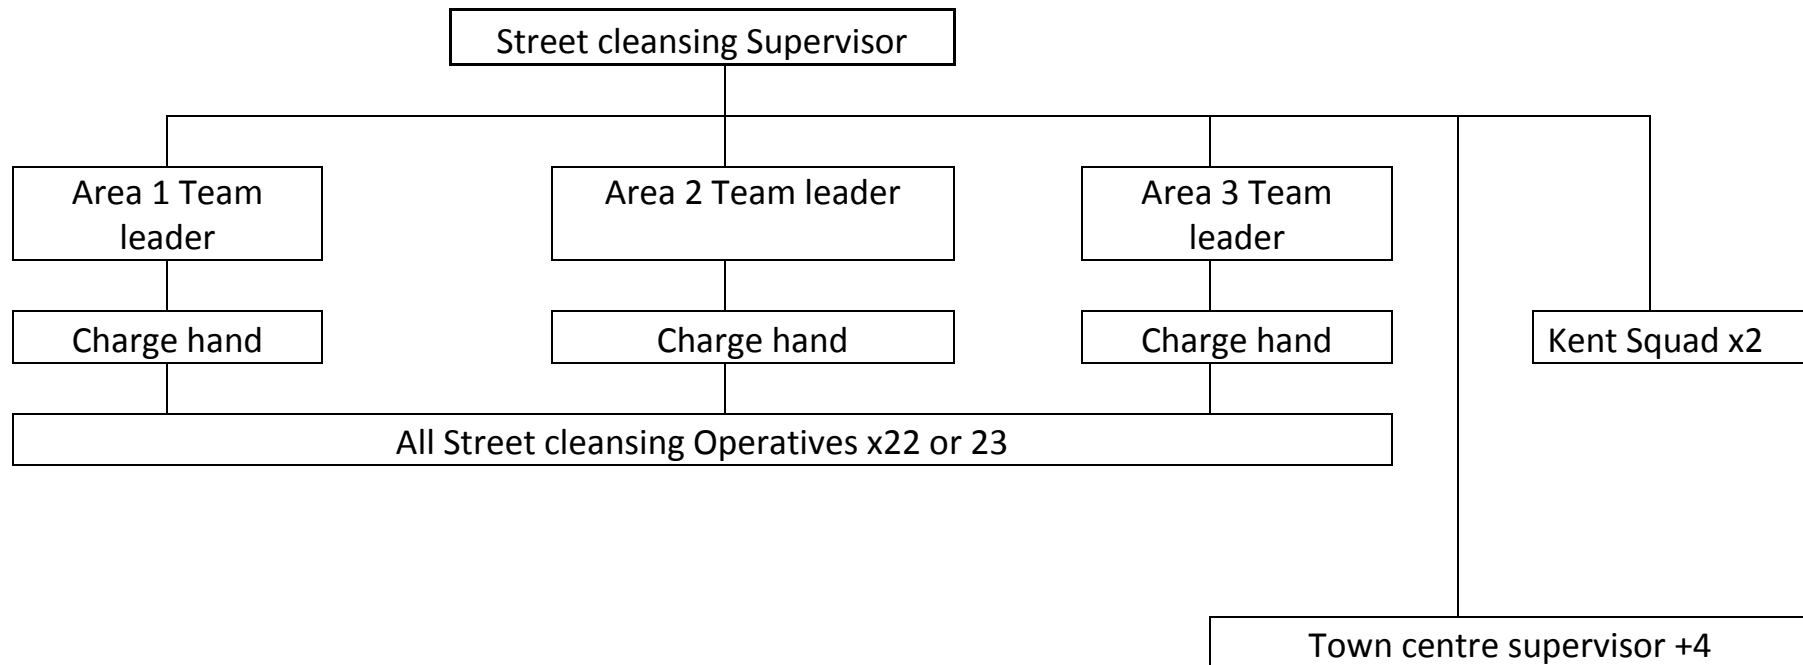 Street cleansing Supervisor
Area 1 Team
leader
Area 2 Team leader
Area 3 Team
leader
Charge hand
Charge hand
Charge hand
Kent Squad x2
All Street cleansing Operatives x22 or 23
Town centre supervisor +4